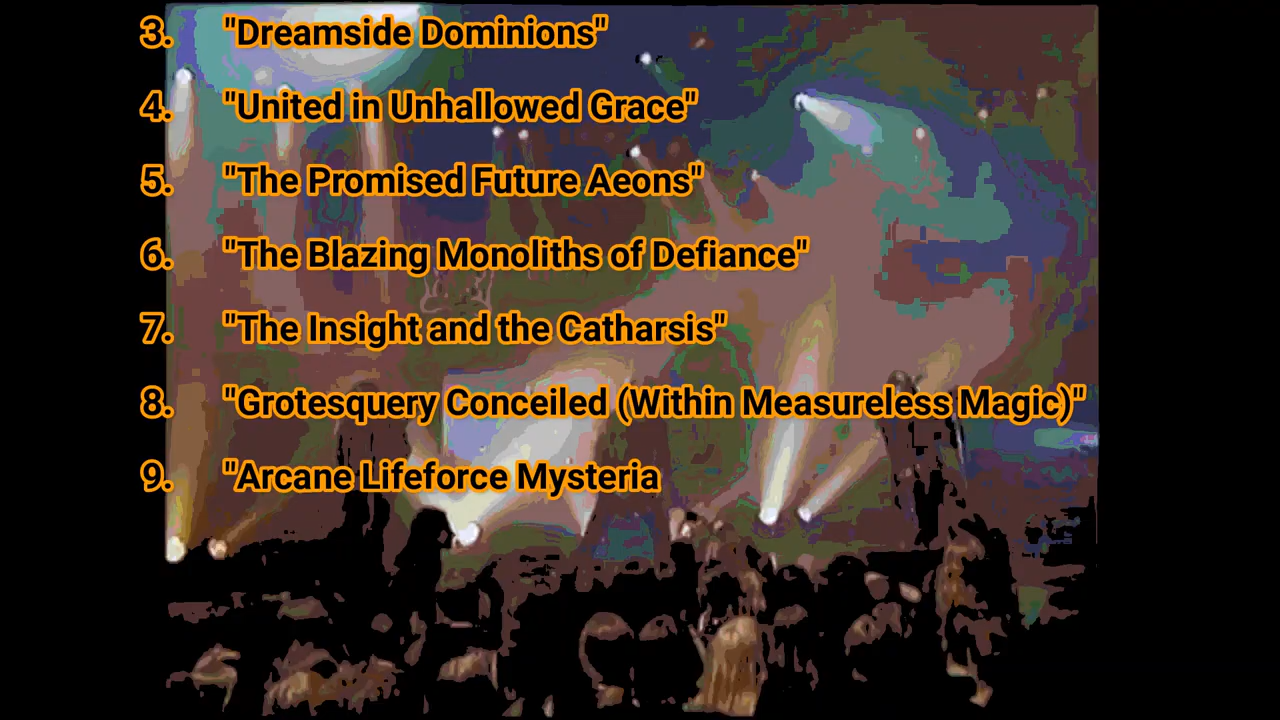 3. "Dreamside Dominions"
4. "United in Unhallowed Grace"
5. "The Promised Future Aeons"
6. "The Blazing Monoliths of Defiance"
7. "The Insight and the Catharsis"
8. "Grotesquery Conceiled (Within Measureless Magic)"
9. "Arcane Lifeforce Mysteria